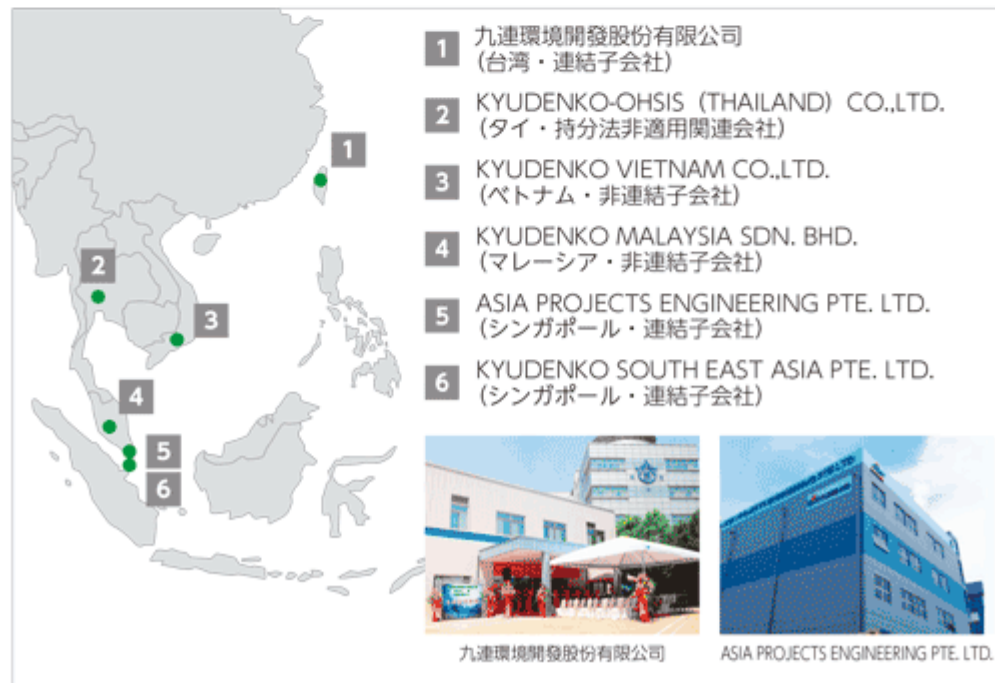 1
九連環境開發股份有限公司
(台湾・連結子会社)
2
KYUDENKO-OHSIS (THAILAND) CO.,LTD.
(タイ・持分法非適用関連会社)
3
KYUDENKO VIETNAM CO.,LTD.
(ベトナム・非連結子会社)
4
KYUDENKO MALAYSIA SDN. BHD.
(マレーシア・非連結子会社)
5
ASIA PROJECTS ENGINEERING PTE. LTD.
(シンガポール・連結子会社)
6
KYUDENKO SOUTH EAST ASIA PTE. LTD.
(シンガポール・連結子会社)
1
2
3
4
5
6
九連環境開發股份有限公司
ASIA PROJECTS ENGINEERING PTE. LTD.